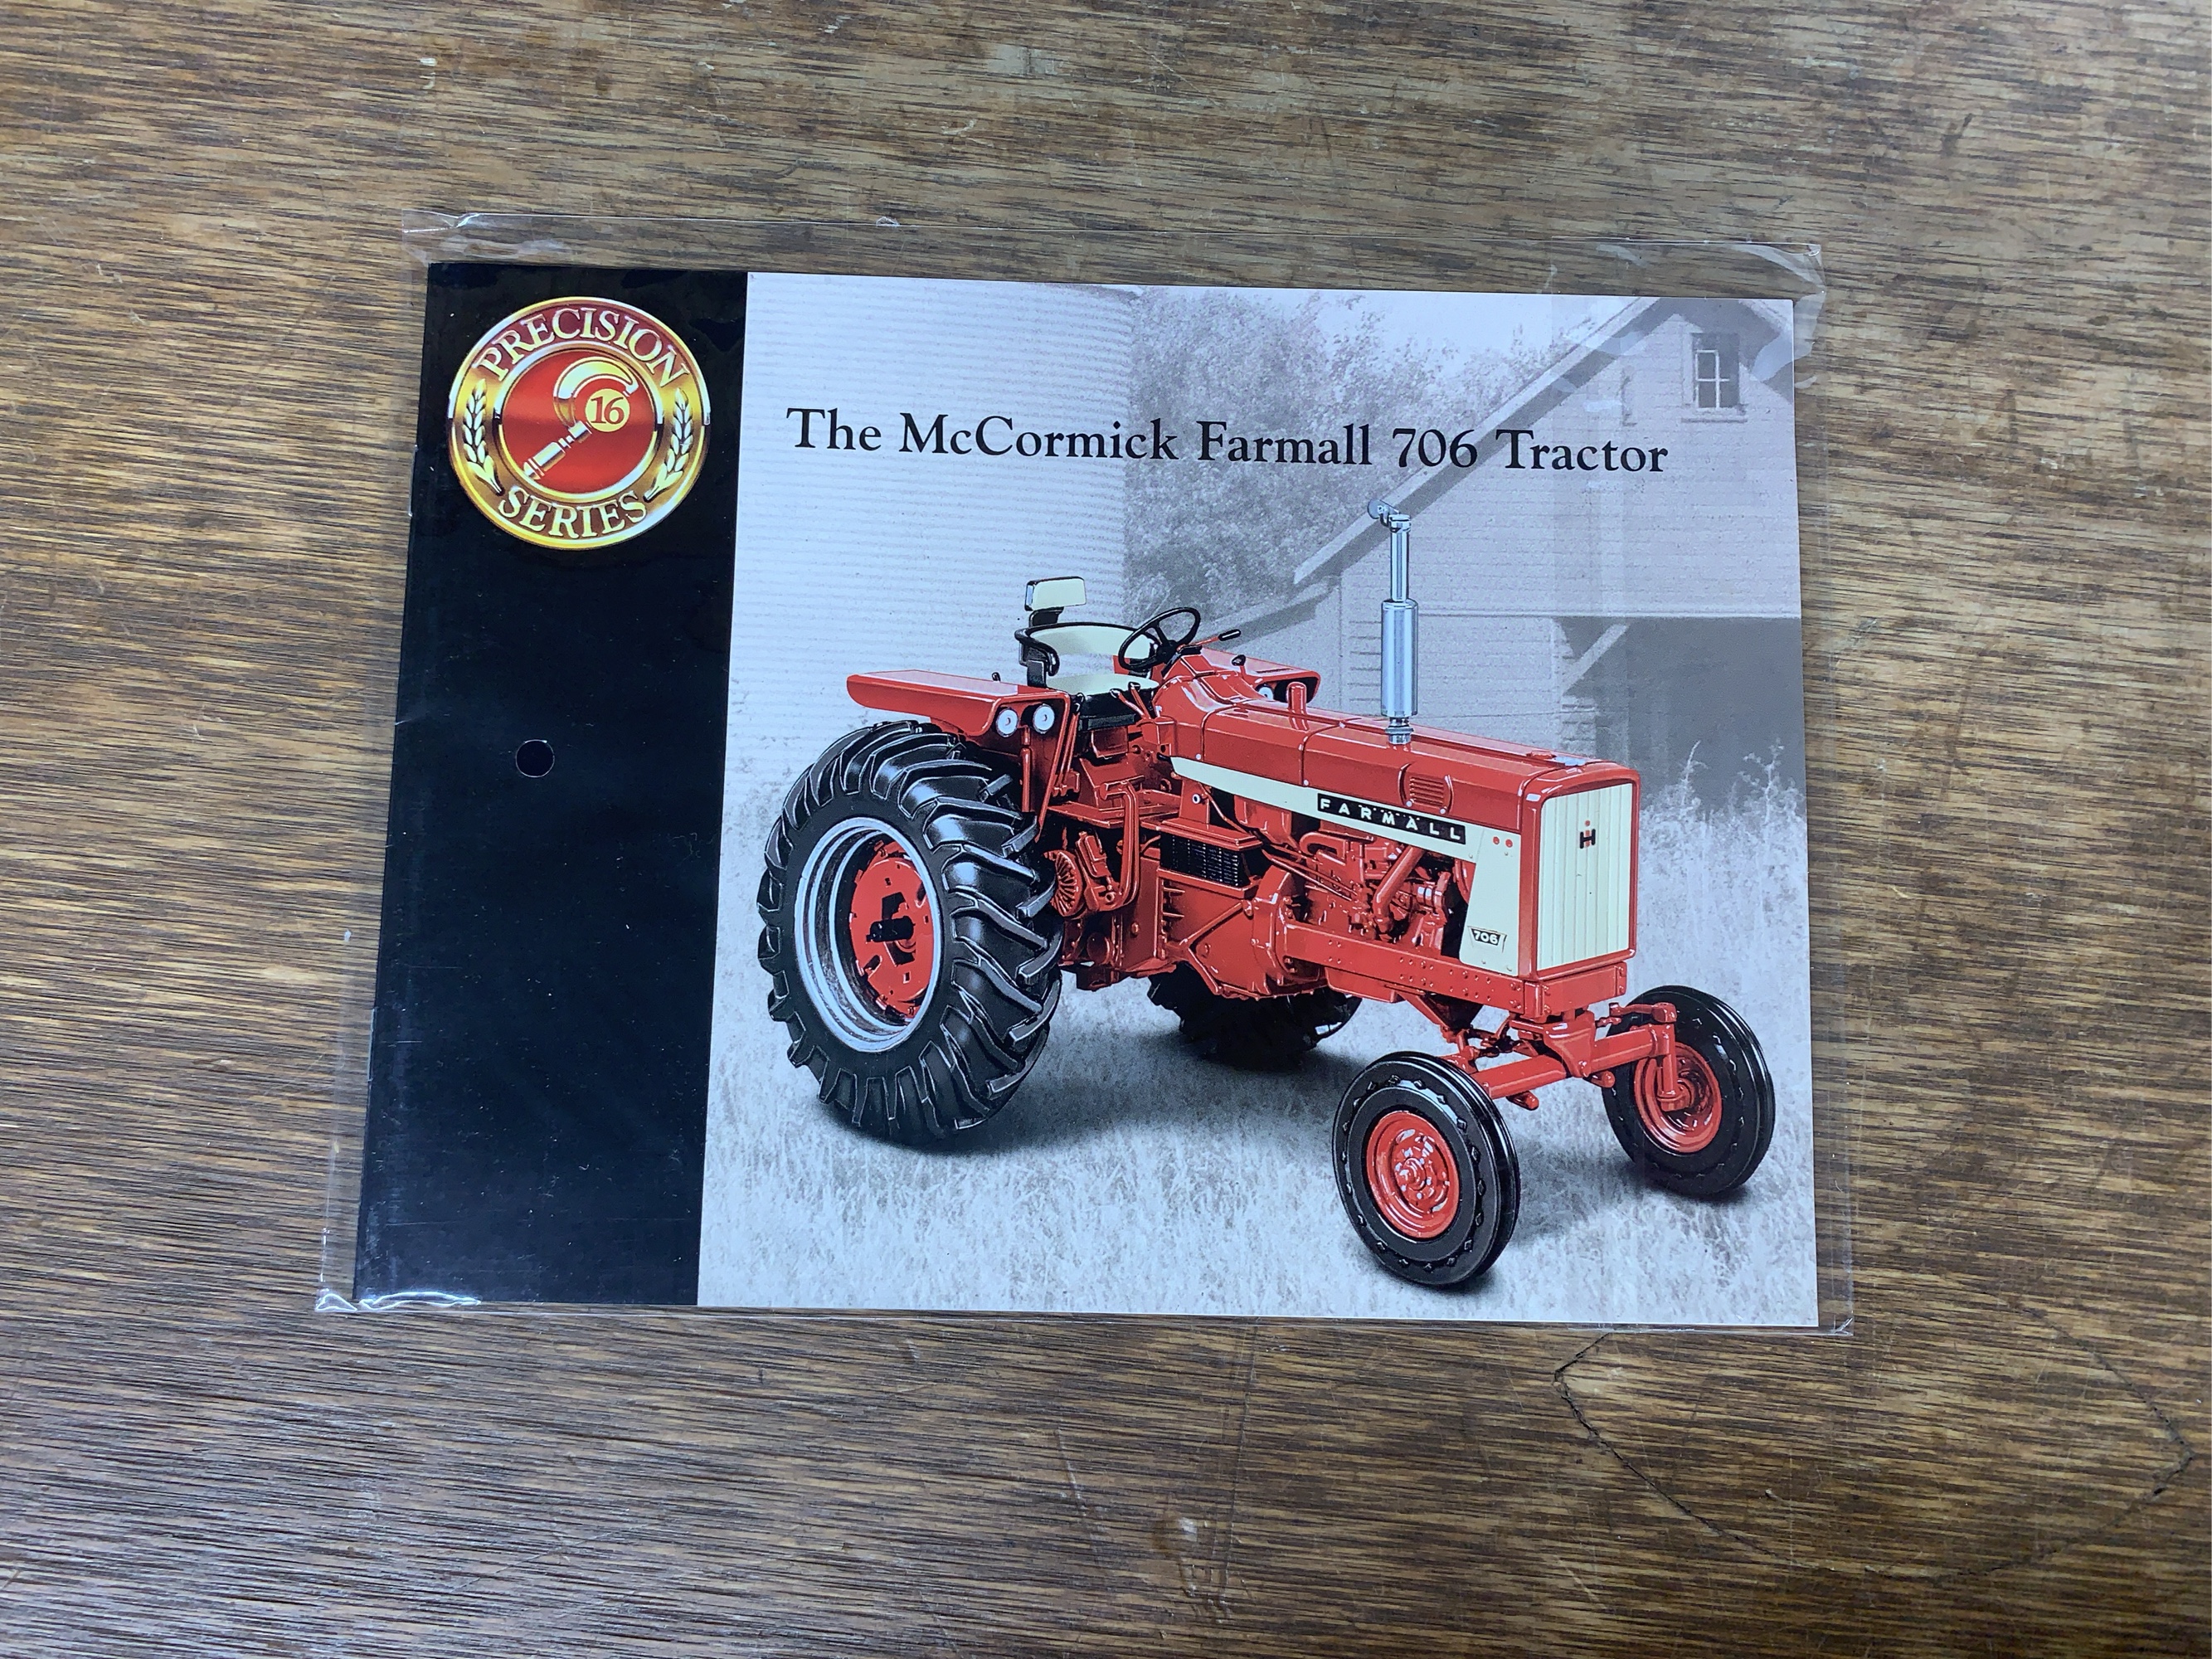 PRECISION
16
SERIES
The McCormick Farmall 706 Tractor
FARMALL
IH
706